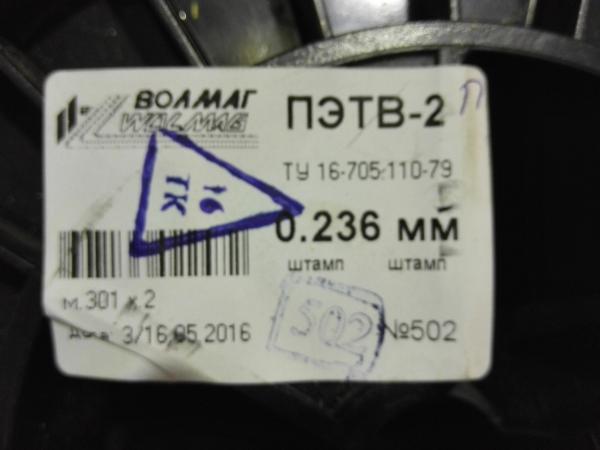 ВОЛМАГ
WOLMAG
ПЭТВ-2 П
ТУ 16-705.110-79
16
ТК
0.236 мм
штамп штамп
м.301 x 2
502
3/16.05.2016
№502